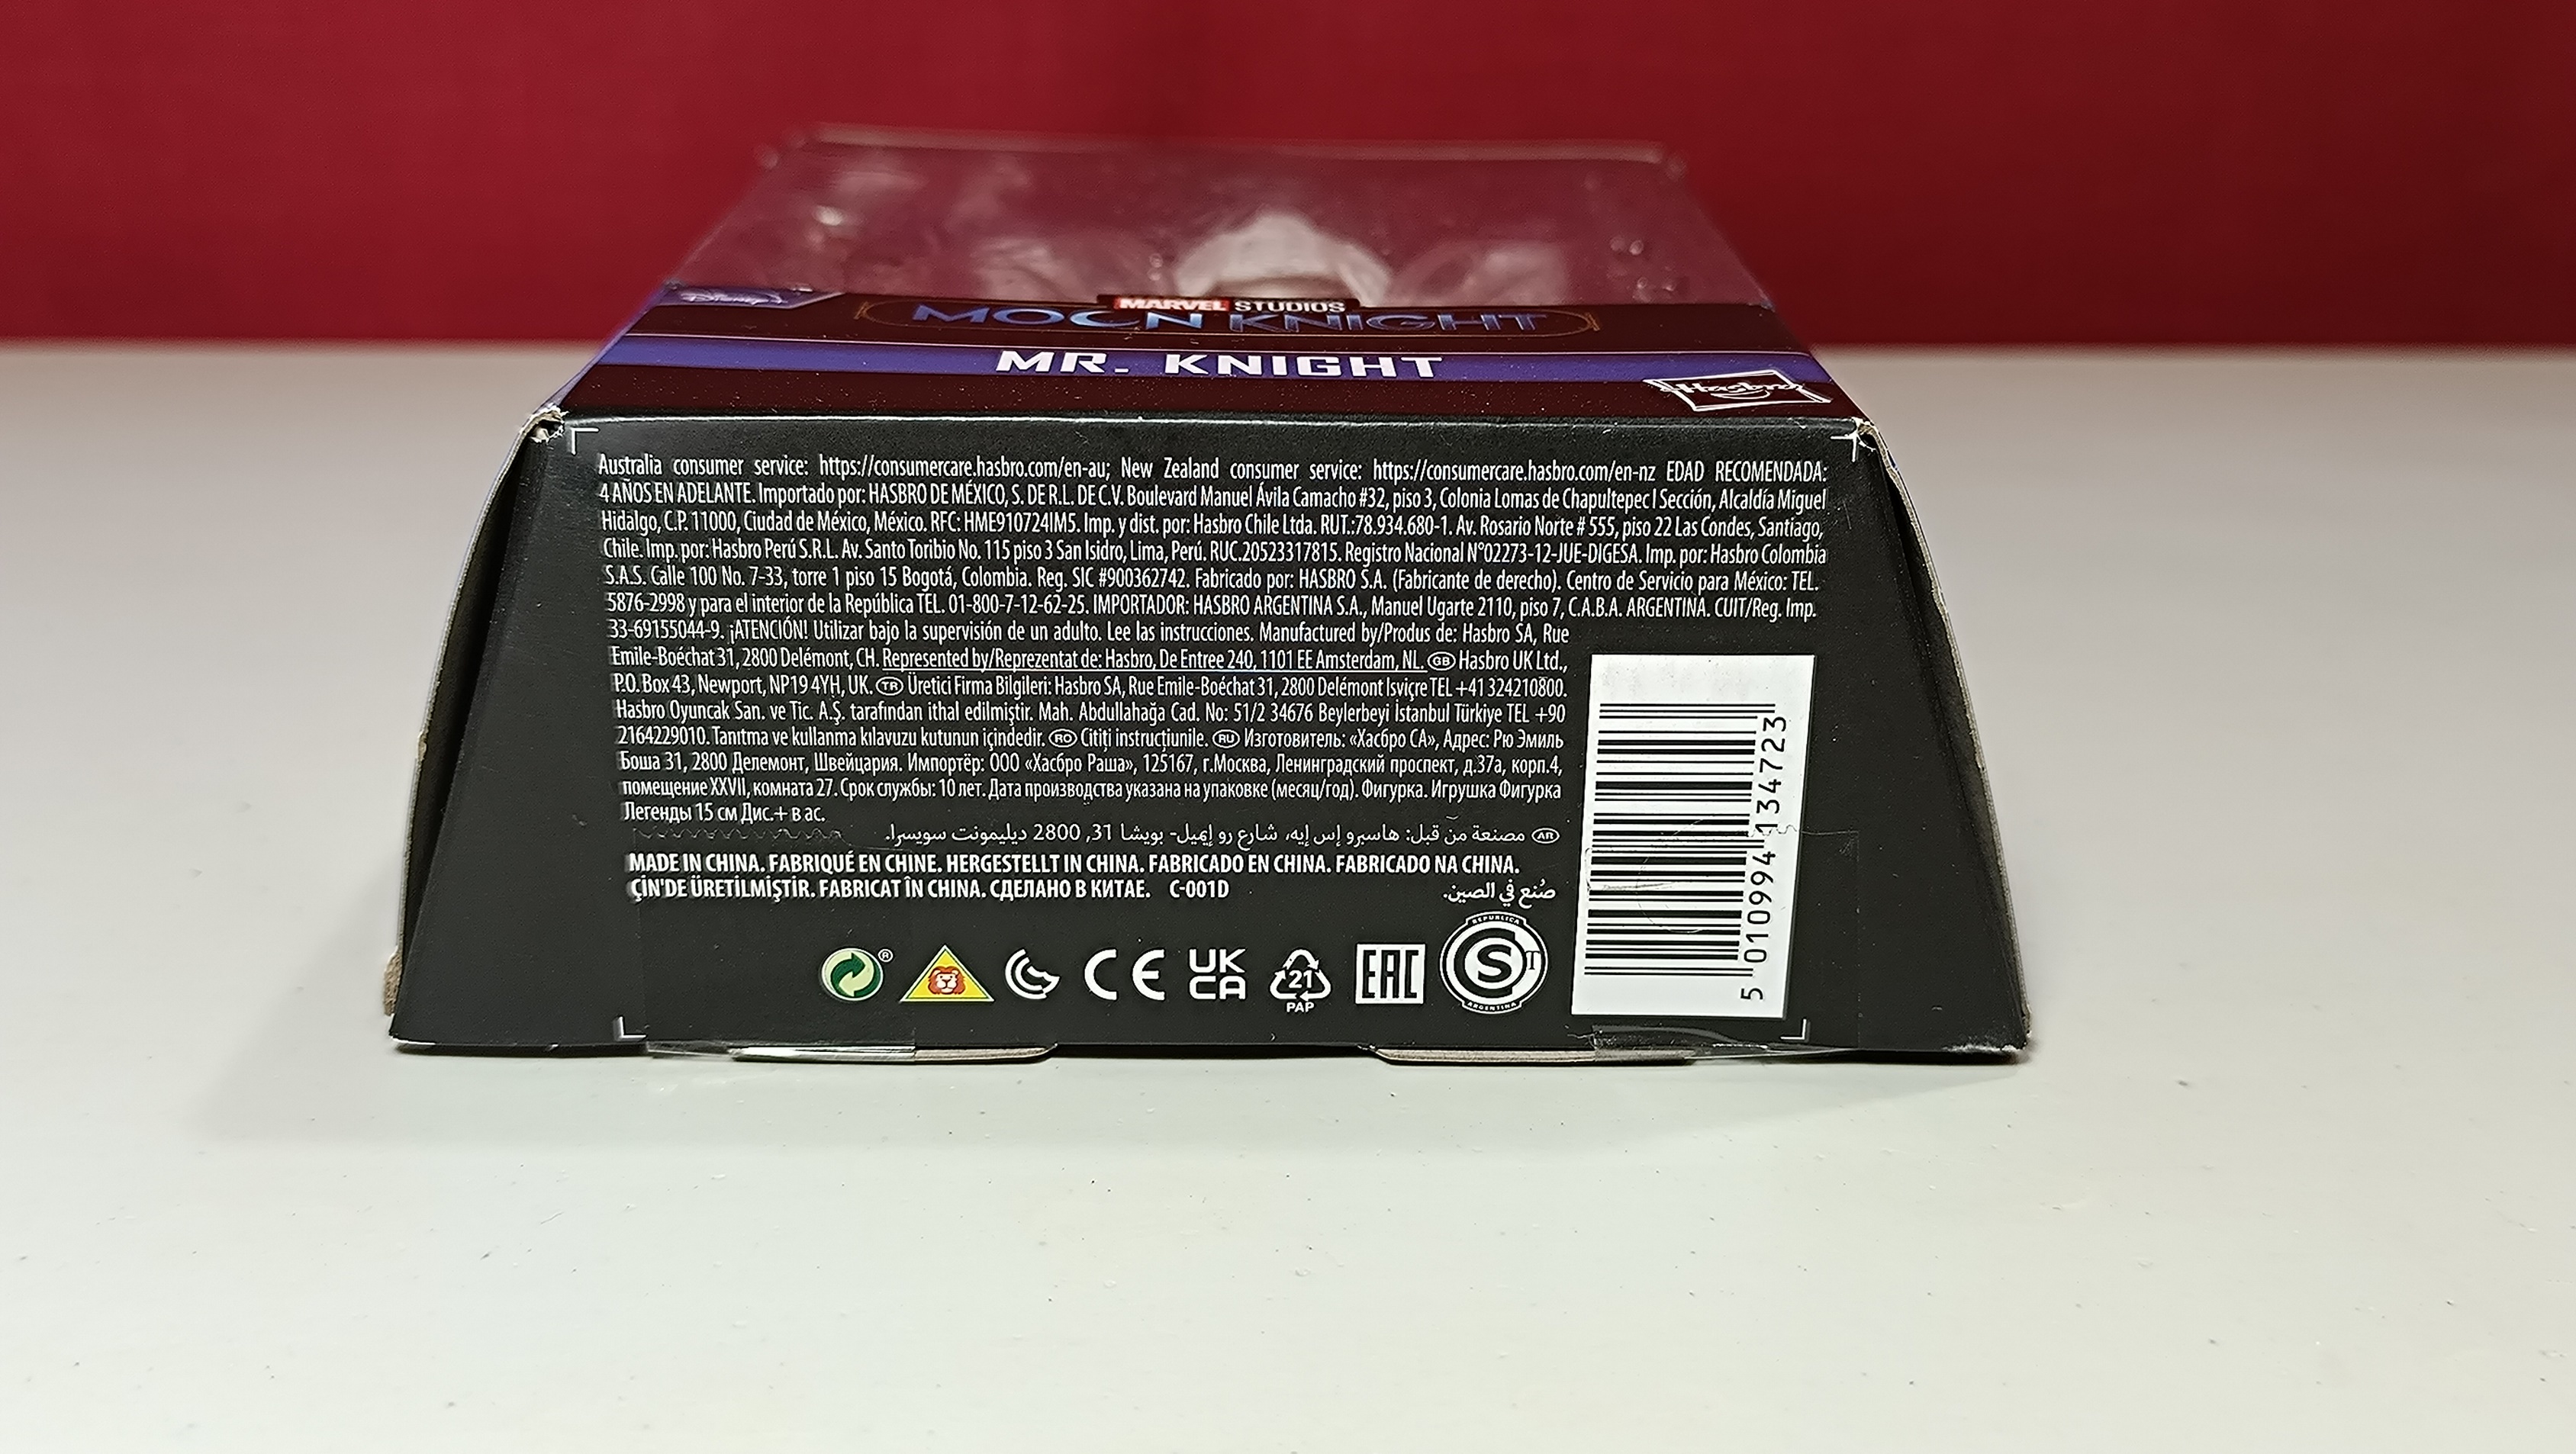 Disney+
MARVEL STUDIOS
MOON KNIGHT
MR. KNIGHT
Hasbro
Australia consumer service: https://consumercare.hasbro.com/en-au; New Zealand consumer service: https://consumercare.hasbro.com/en-nz EDAD RECOMENDADA:
4 AÑOS EN ADELANTE. Importado por: HASBRO DE MÉXICO, S. DE R.L. DE C.V. Boulevard Manuel Ávila Camacho #32, piso 3, Colonia Lomas de Chapultepec I Sección, Alcaldía Miguel
Hidalgo, C.P. 11000, Ciudad de México, México. RFC: HME910724IM5. Imp. y dist. por: Hasbro Chile Ltda. RUT.:78.934.680-1. Av. Rosario Norte # 555, piso 22 Las Condes, Santiago,
Chile. Imp. por: Hasbro Perú S.R.L. Av. Santo Toribio No. 115 piso 3 San Isidro, Lima, Perú. RUC.20523317815. Registro Nacional N°02273-12-JUE-DIGESA. Imp. por: Hasbro Colombia
S.A.S. Calle 100 No. 7-33, torre 1 piso 15 Bogotá, Colombia. Reg. SIC #900362742. Fabricado por: HASBRO S.A. (Fabricante de derecho). Centro de Servicio para México: TEL.
5876-2998 y para el interior de la República TEL. 01-800-7-12-62-25. IMPORTADOR: HASBRO ARGENTINA S.A., Manuel Ugarte 2110, piso 7, C.A.B.A. ARGENTINA. CUIT/Reg. Imp.
33-69155044-9. ¡ATENCIÓN! Utilizar bajo la supervisión de un adulto. Lee las instrucciones. Manufactured by/Produs de: Hasbro SA, Rue
Emile-Boéchat 31, 2800 Delémont, CH. Represented by/Reprezentat de: Hasbro, De Entree 240, 1101 EE Amsterdam, NL. GB Hasbro UK Ltd.,
P.O. Box 43, Newport, NP19 4YH, UK. TR Üretici Firma Bilgileri: Hasbro SA, Rue Emile-Boéchat 31, 2800 Delémont İsviçre TEL +41 324210800.
Hasbro Oyuncak San. ve Tic. A.Ş. tarafından ithal edilmiştir. Mah. Abdullahağa Cad. No: 51/2 34676 Beylerbeyi İstanbul Türkiye TEL +90
2164229010. Tanıtma ve kullanma kılavuzu kutunun içindedir. RO Citiți instrucțiunile. RU Изготовитель: «Хасбро СА», Адрес: Рю Эмиль
Боша 31, 2800 Делемонт, Швейцария. Импортёр: ООО «Хасбро Раша», 125167, г.Москва, Ленинградский проспект, д.37а, корп.4,
помещение XXVII, комната 27. Срок службы: 10 лет. Дата производства указана на упаковке (месяц/год). Фигурка. Игрушка Фигурка
Легенды 15 см Дис.+ в ас.
AR مصنعة من قبل: هاسبرو إس إيه، شارع رو إيميل- بويشا 31, 2800 ديليمونت سويسرا.
MADE IN CHINA. FABRIQUÉ EN CHINE. HERGESTELLT IN CHINA. FABRICADO EN CHINA. FABRICADO NA CHINA.
ÇİN'DE ÜRETİLMİŞTİR. FABRICAT ÎN CHINA. СДЕЛАНО В КИТАЕ. C-001D صُنع في الصين.
® CE UK CA 21 PAP EAC REPUBLICA S T ARGENTINA
5 010994 134723